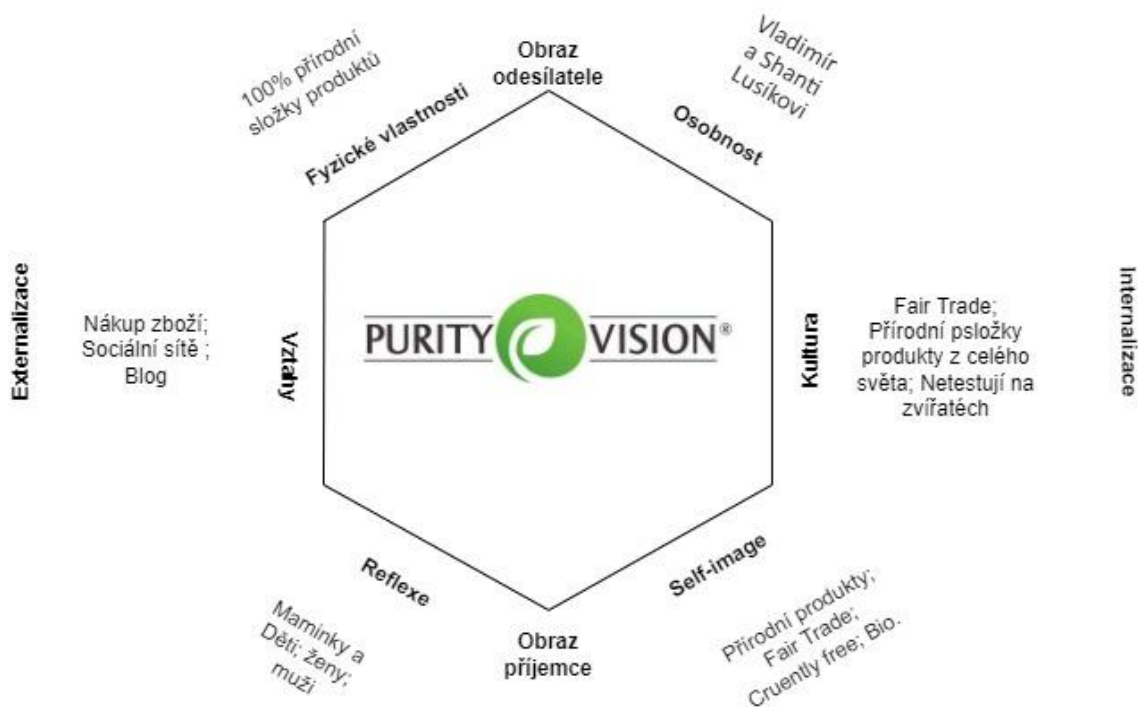 Obraz
odesílatele
100% přírodní
složky produktů
Fyzické vlastnosti
Vladimír
a Shanti
Lusíkovi
Osobnost
Externalizace
Nákup zboží;
Sociální sítě ;
Blog
Vztahy
PURITY VISION®
Kultura
Fair Trade;
Přírodní psložky
produkty z celého
světa; Netestují na
zvířatech
Internalizace
Reflexe
Maminky a
Děti; ženy;
muži
Obraz
příjemce
Self-image
Přírodní produkty;
Fair Trade;
Cruently free; Bio.